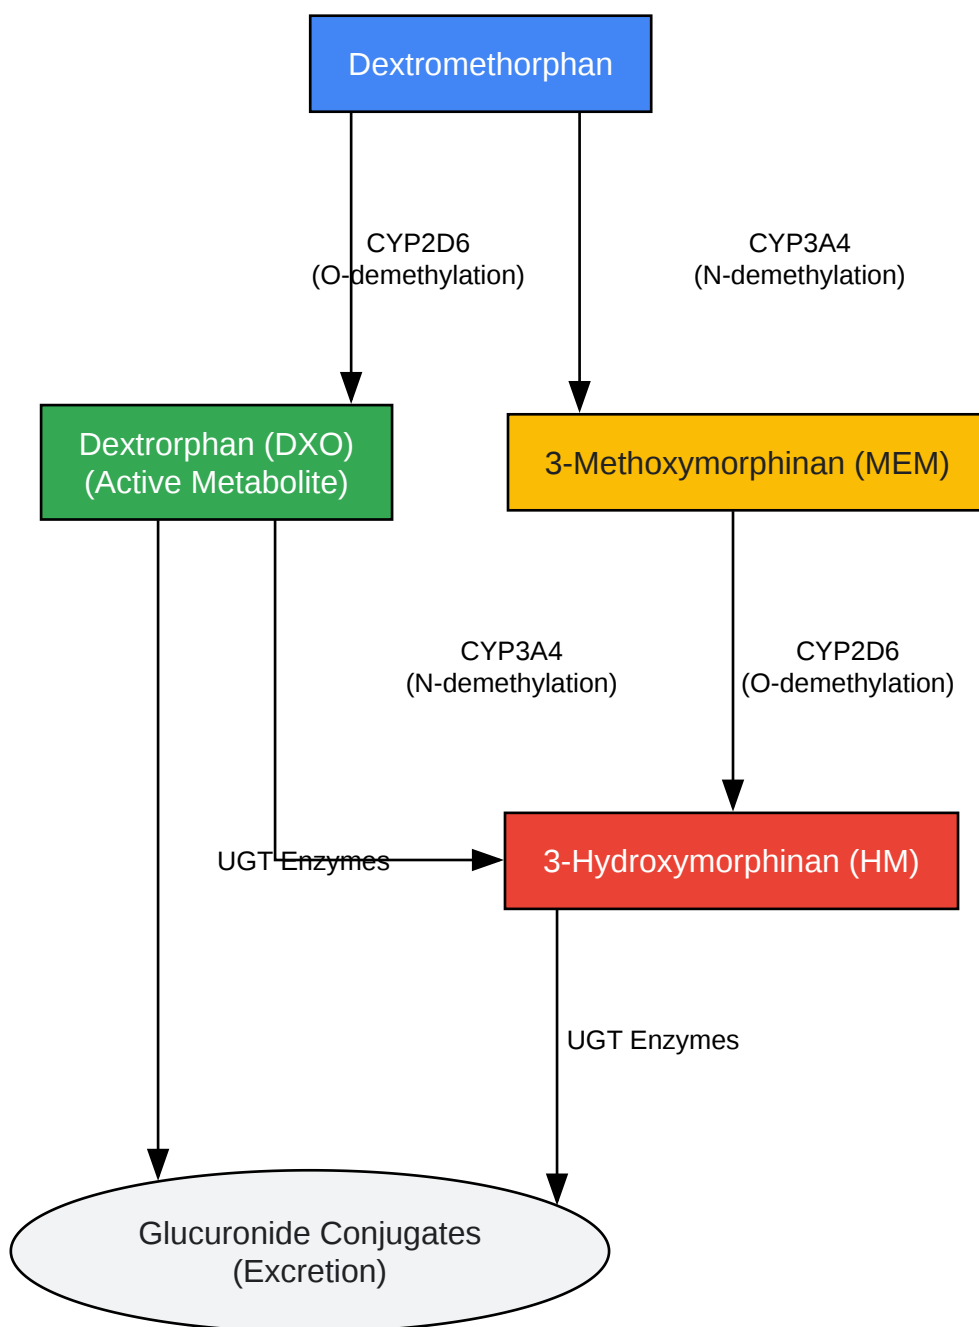 Dextromethorphan
CYP2D6
(O-demethylation)
CYP3A4
(N-demethylation)
Dextrorphan (DXO)
(Active Metabolite)
3-Methoxymorphinan (MEM)
CYP3A4
(N-demethylation)
CYP2D6
(O-demethylation)
UGT Enzymes
3-Hydroxymorphinan (HM)
UGT Enzymes
Glucuronide Conjugates
(Excretion)